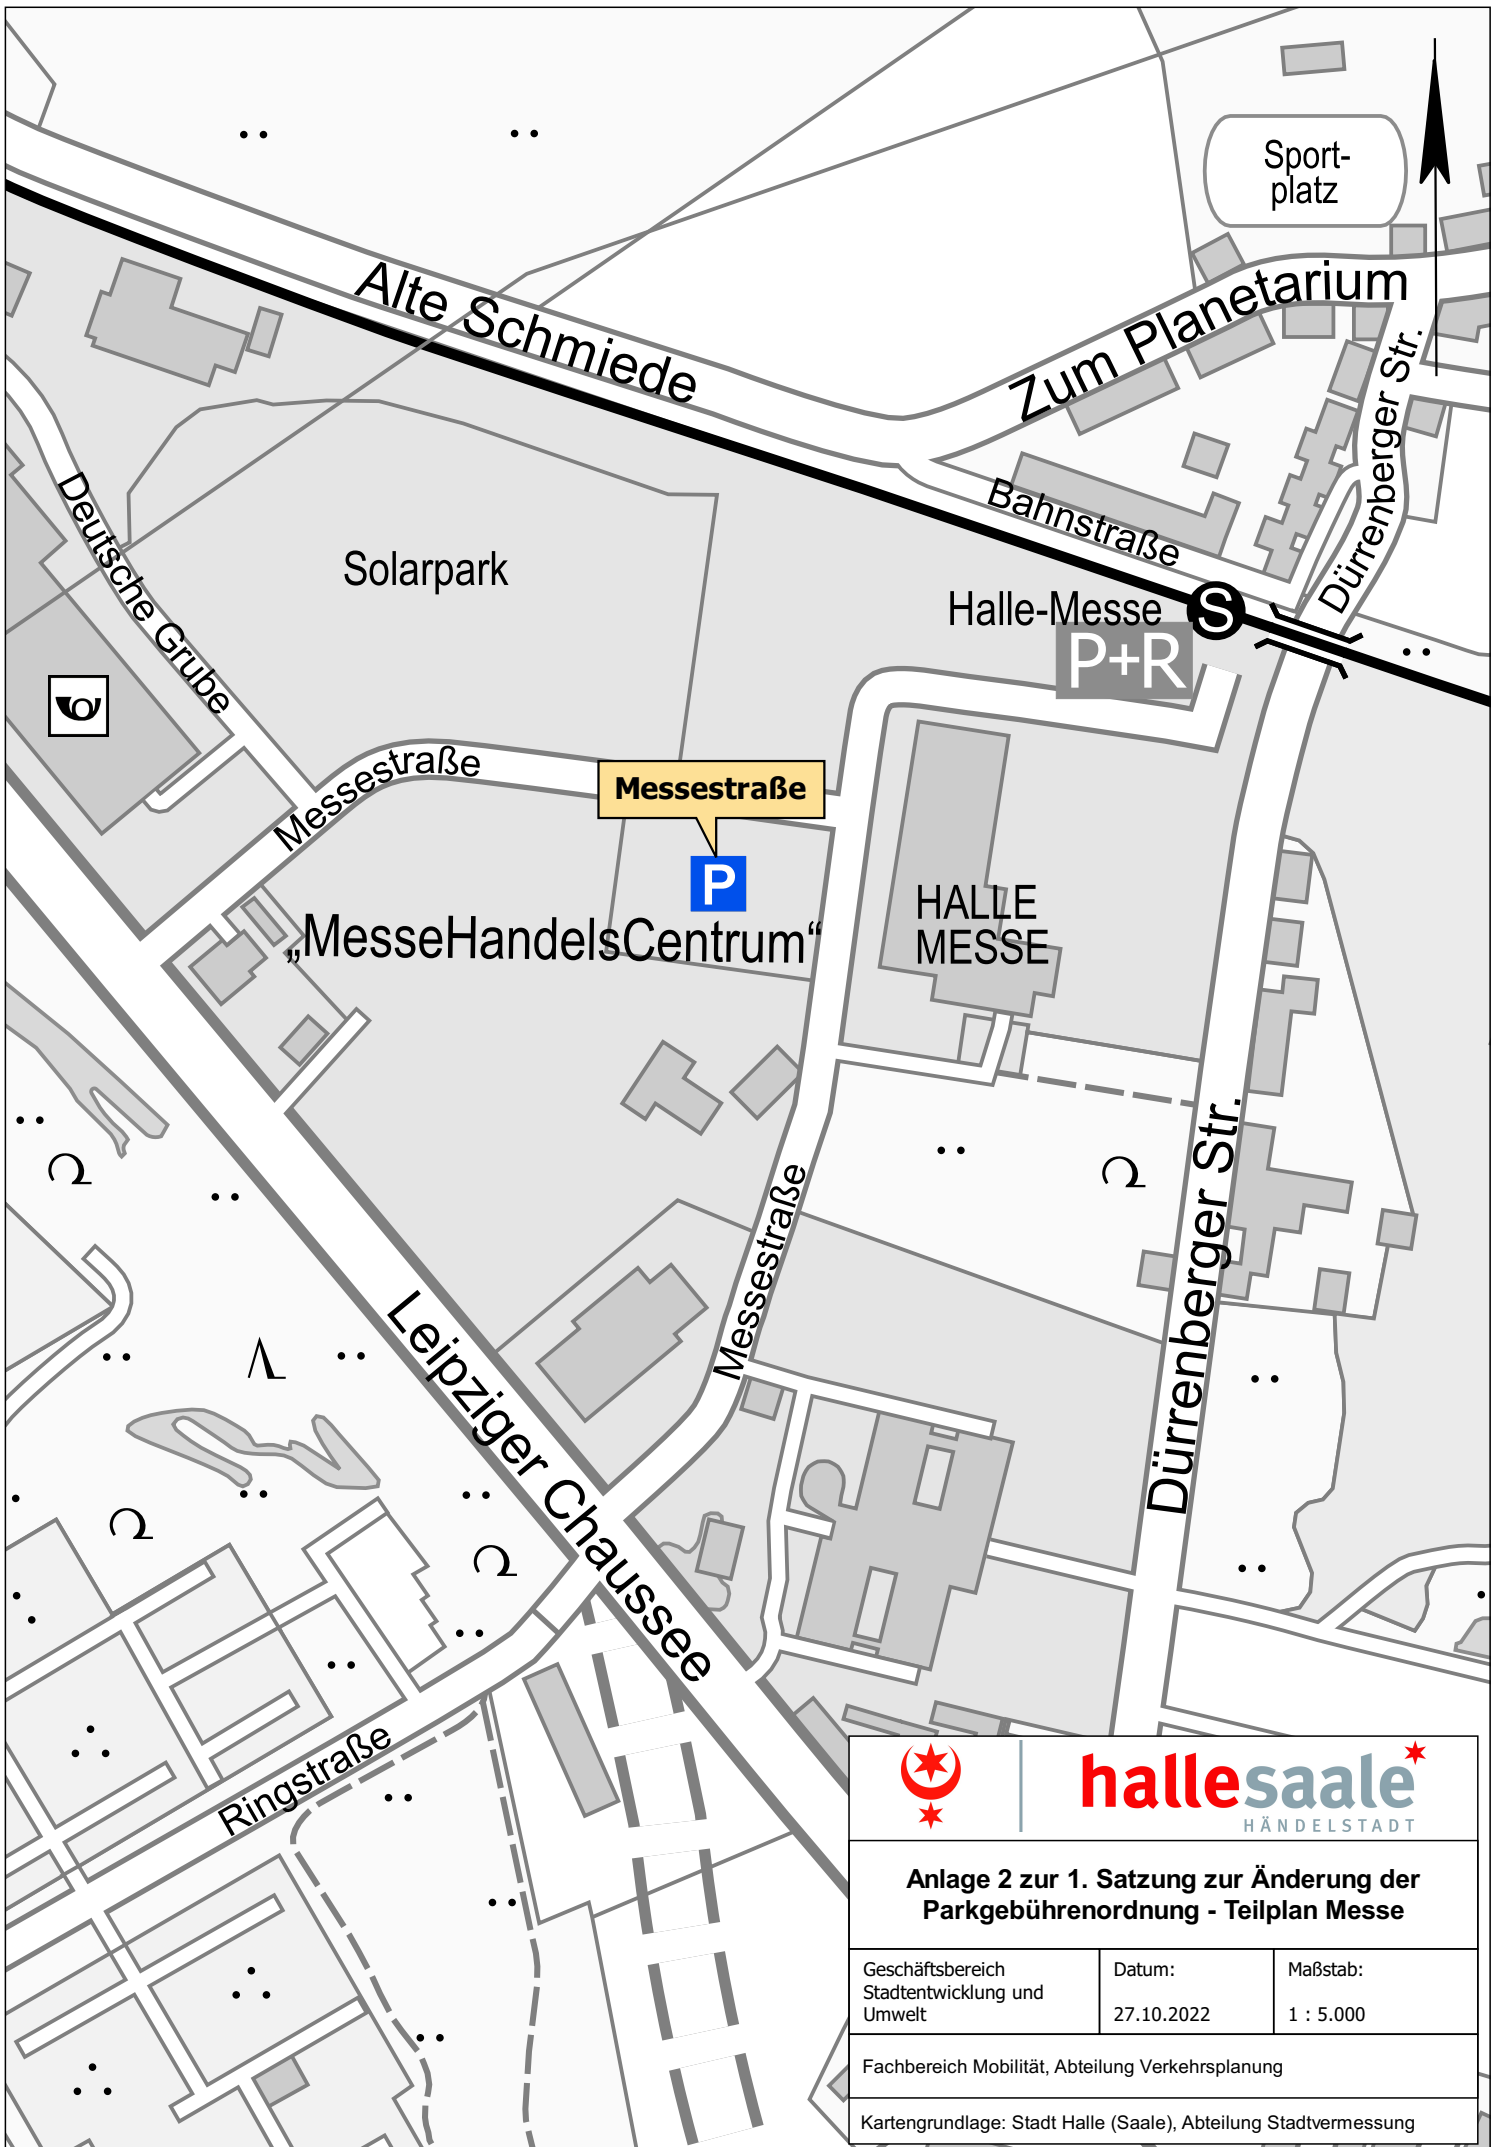 Sport-
platz
Alte Schmiede
Zum Planetarium
Dürrenberger Str.
Bahnstraße
Deutsche Grube
Solarpark
Halle-Messe
S
P+R
Messestraße
Messestraße
P
HALLE
MESSE
„MesseHandelsCentrum“
Dürrenberger Str.
Messestraße
Leipziger Chaussee
Ringstraße
hallesaale
HÄNDELSTADT
Anlage 2 zur 1. Satzung zur Änderung der
Parkgebührenordnung - Teilplan Messe
Geschäftsbereich
Stadtentwicklung und
Umwelt
Datum:
27.10.2022
Maßstab:
1 : 5.000
Fachbereich Mobilität, Abteilung Verkehrsplanung
Kartengrundlage: Stadt Halle (Saale), Abteilung Stadtvermessung